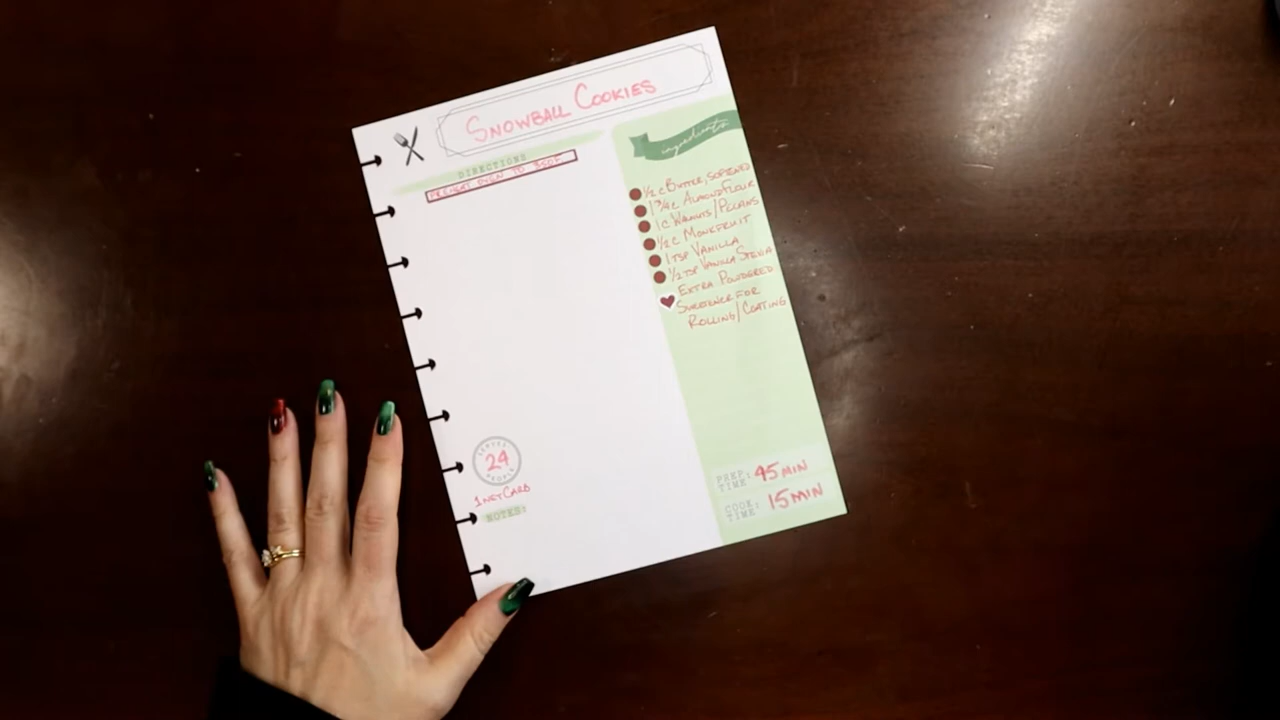 SNOWBALL COOKIES
DIRECTIONS
PREHEAT OVEN TO 350F
ingredients
1/2 C BUTTER, SOFTENED
1 3/4 C ALMOND FLOUR
1 C WALNUTS/PECANS
1/2 C MONKFRUIT
1 TSP VANILLA
1/2 TSP VANILLA STEVIA
EXTRA POWDERED
FOR
ROLLING/COATING
SERVES
24
PEOPLE
1 NET CARB
NOTES:
PREP TIME: 45 MIN
COOK TIME: 15 MIN